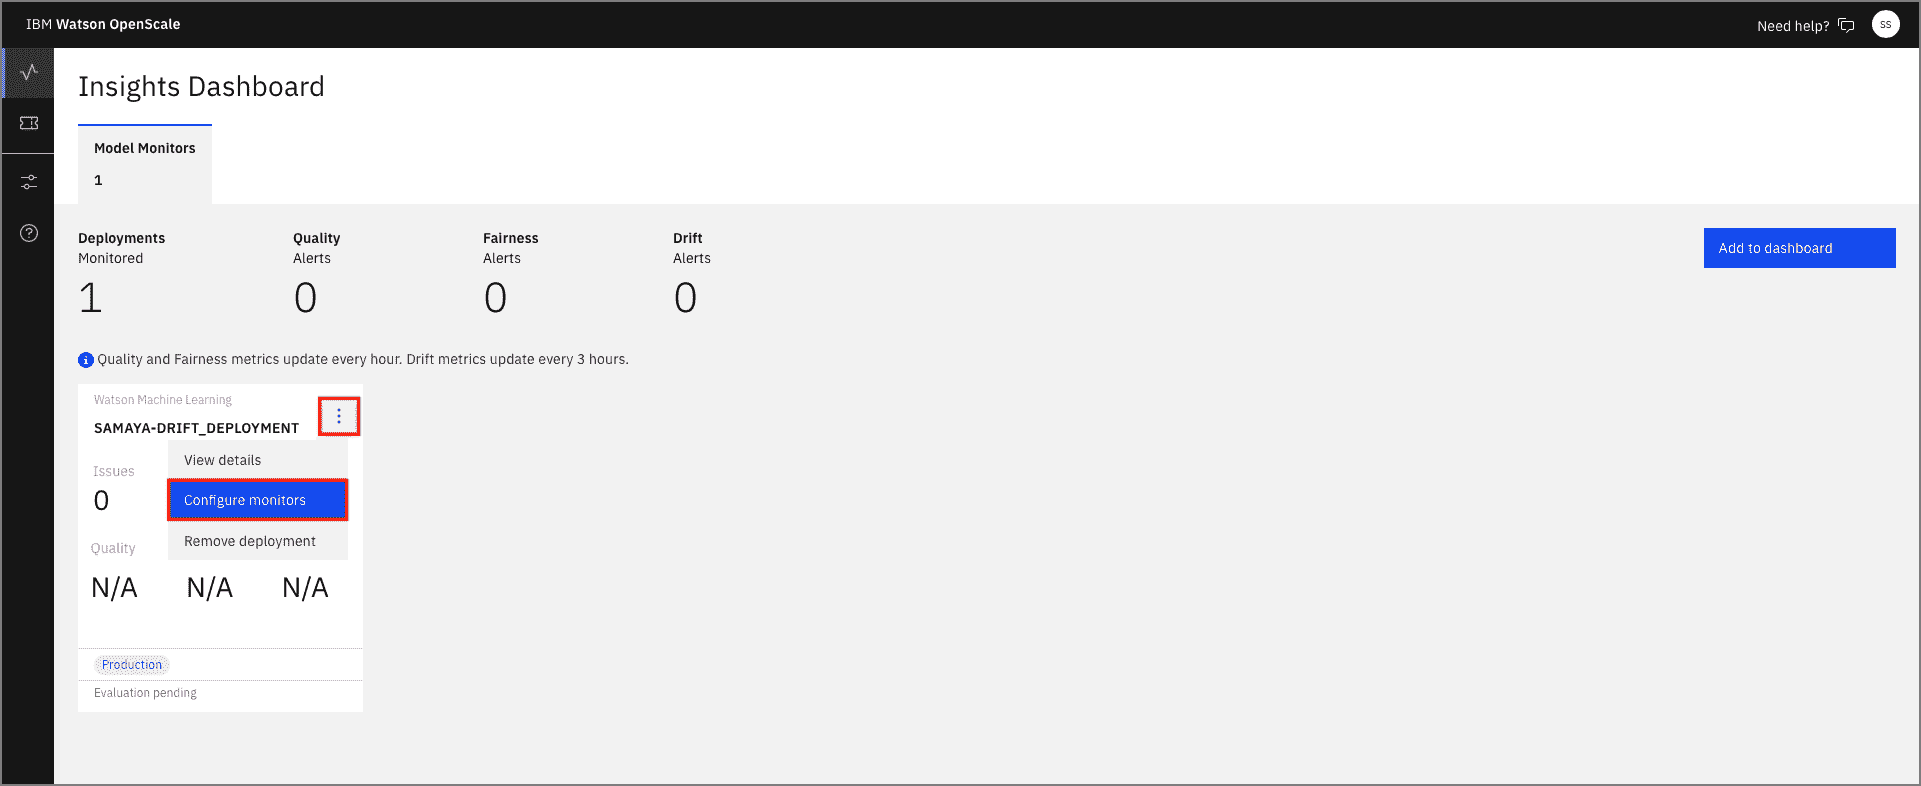 IBM Watson OpenScale
Need help?
SS
Insights Dashboard
Model Monitors
1
Deployments
Monitored
1
Quality
Alerts
0
Fairness
Alerts
0
Drift
Alerts
0
Add to dashboard
Quality and Fairness metrics update every hour. Drift metrics update every 3 hours.
Watson Machine Learning
SAMAYA-DRIFT_DEPLOYMENT
View details
Issues
0
Configure monitors
Remove deployment
Quality
N/A N/A N/A
Production
Evaluation pending